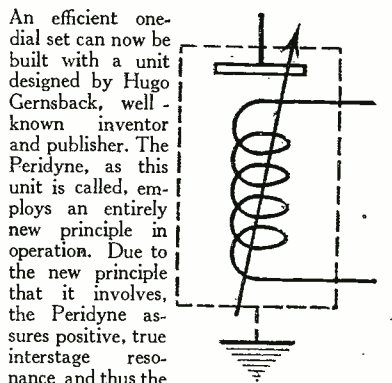 An efficient one-
dial set can now be
built with a unit
designed by Hugo
Gernsback, well -
known inventor
and publisher. The
Peridyne, as this
unit is called, em-
ploys an entirely
new principle in
operation. Due to
the new principle
that it involves,
the Peridyne as-
sures positive, true
interstage reso-
nance and thus the